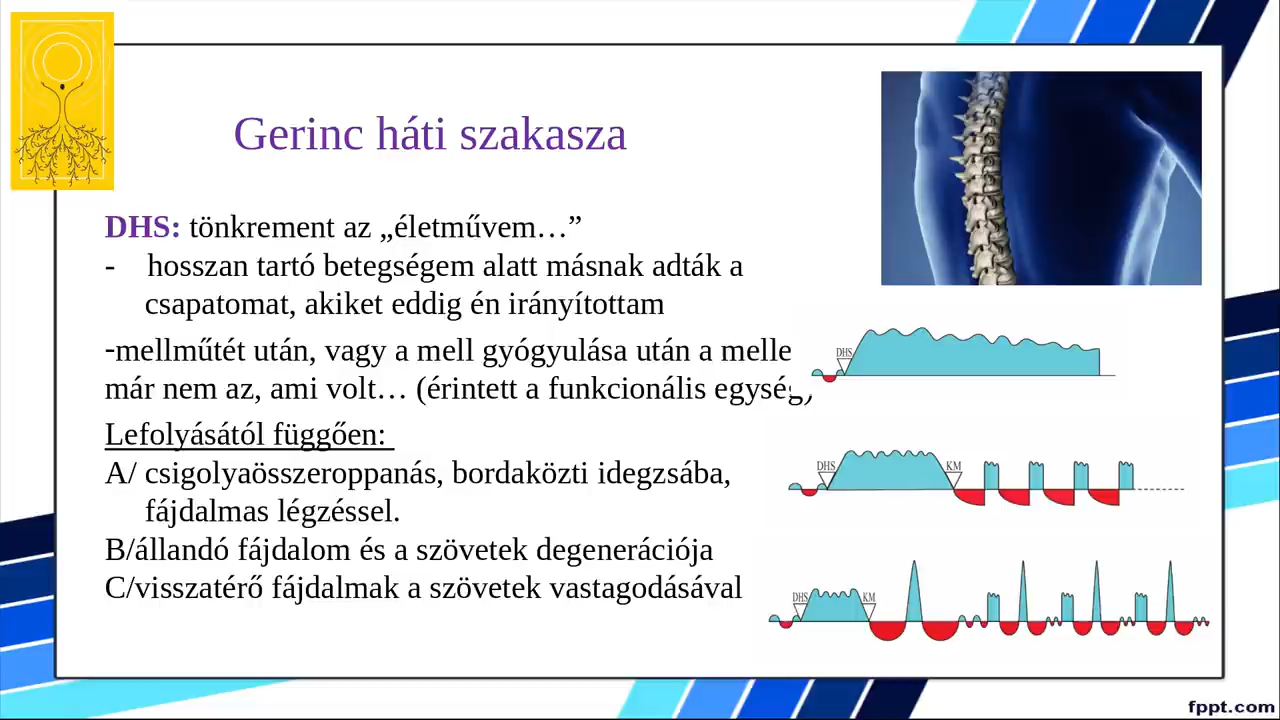 Gerinc háti szakasza
DHS: tönkrement az „életművem…”
- hosszan tartó betegségem alatt másnak adták a
csapatomat, akiket eddig én irányítottam
-mellműtét után, vagy a mell gyógyulása után a melle
már nem az, ami volt… (érintett a funkcionális egység)
Lefolyásától függően:
A/ csigolyaösszeroppanás, bordaközti idegzsába,
fájdalmas légzéssel.
B/állandó fájdalom és a szövetek degenerációja
C/visszatérő fájdalmak a szövetek vastagodásával
DHS
DHS KM
DHS KM
fppt.com